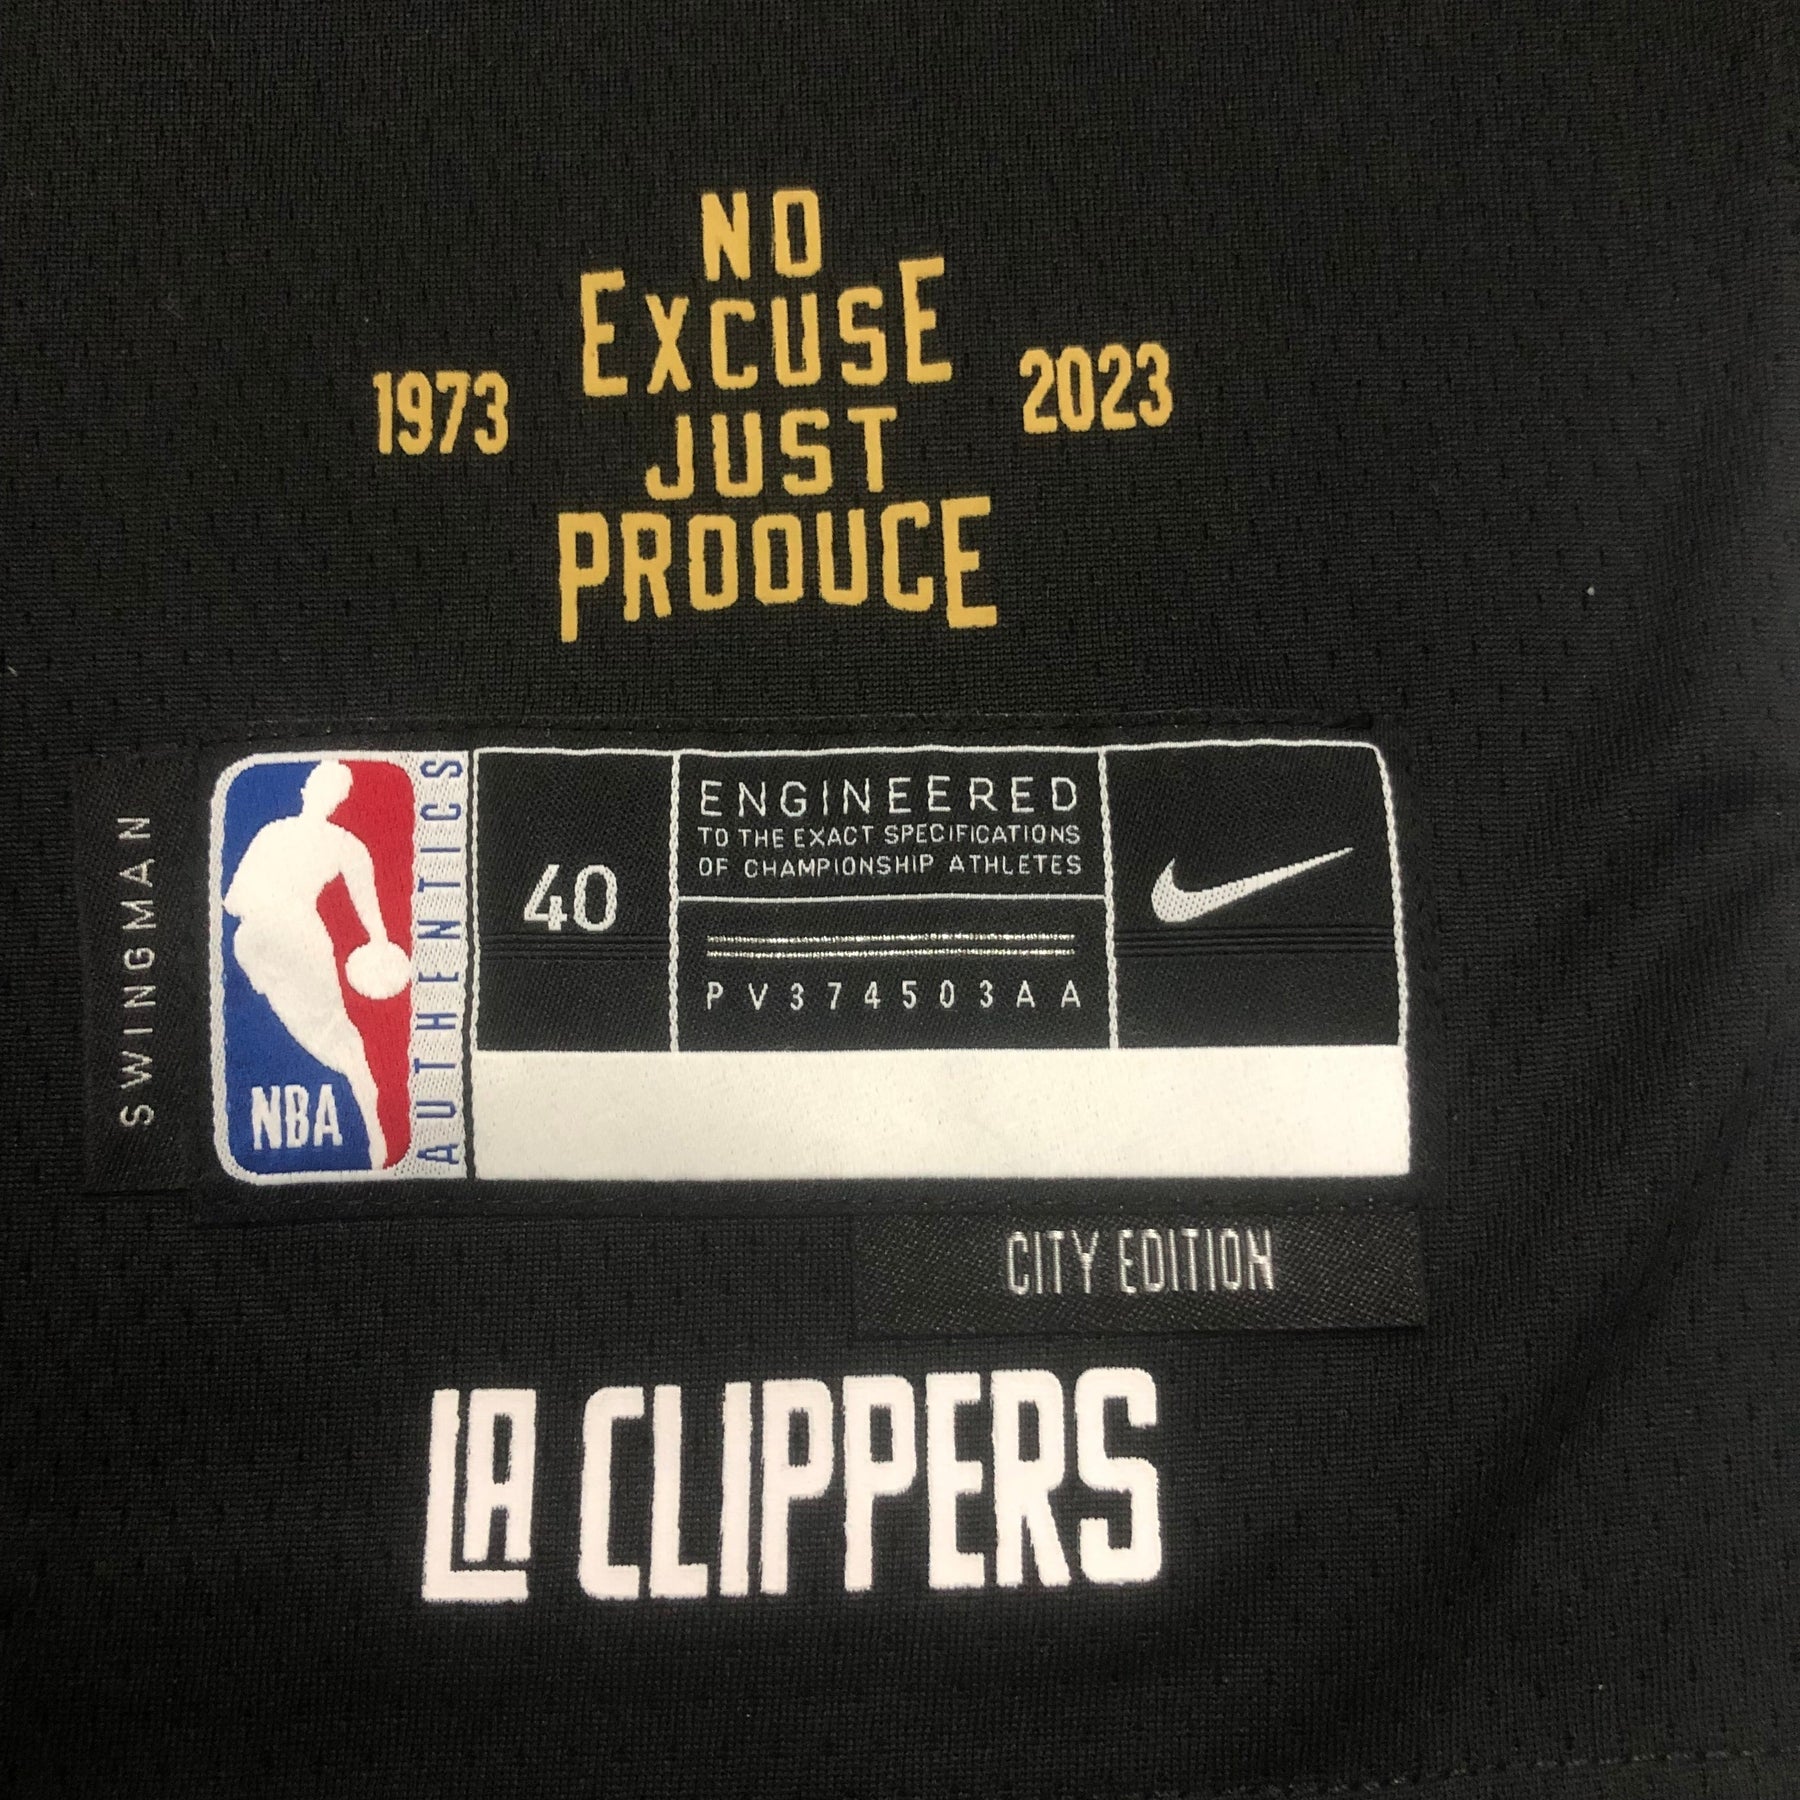 NO
EXCUSE
JUST
PRODUCE
1973
2023
SWINGMAN
NBA
AUTHENTICS
40
ENGINEERED
TO THE EXACT SPECIFICATIONS
OF CHAMPIONSHIP ATHLETES
PV374503AA
CITY EDITION
LA CLIPPERS